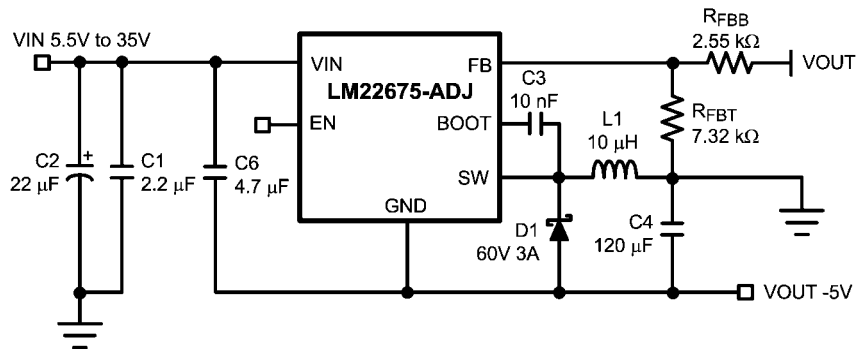 VIN 5.5V to 35V
VIN
FB
LM22675-ADJ
EN
BOOT
SW
GND
C2
22 μF
+
C1
2.2 μF
C6
4.7 μF
C3
10 nF
L1
10 μH
RFBB
2.55 kΩ
VOUT
RFBT
7.32 kΩ
D1
60V 3A
C4
120 μF
VOUT -5V